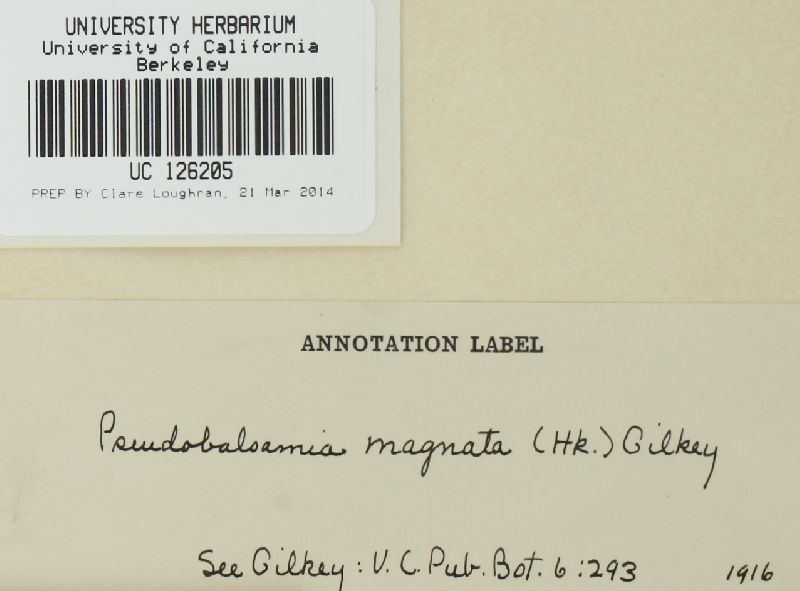 UNIVERSITY HERBARIUM
University of California
Berkeley
UC 126205
PREP BY Clare Loughran, 21 Mar 2014
ANNOTATION LABEL
Pseudobalsamia magnata (Hk.) Gilkey
See Gilkey: U.C. Pub. Bot. 6:293 1916